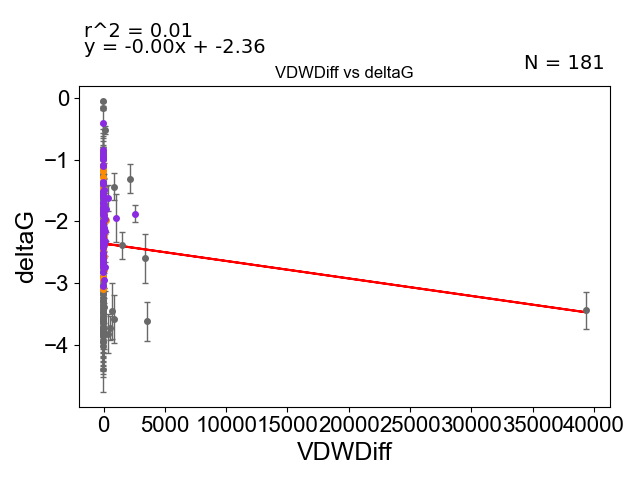 r^2 = 0.01
y = -0.00x + -2.36
N = 181
VDWDiff vs deltaG
0
−1
−2
−3
−4
deltaG
0 5000 10000 15000 20000 25000 30000 35000 40000
VDWDiff